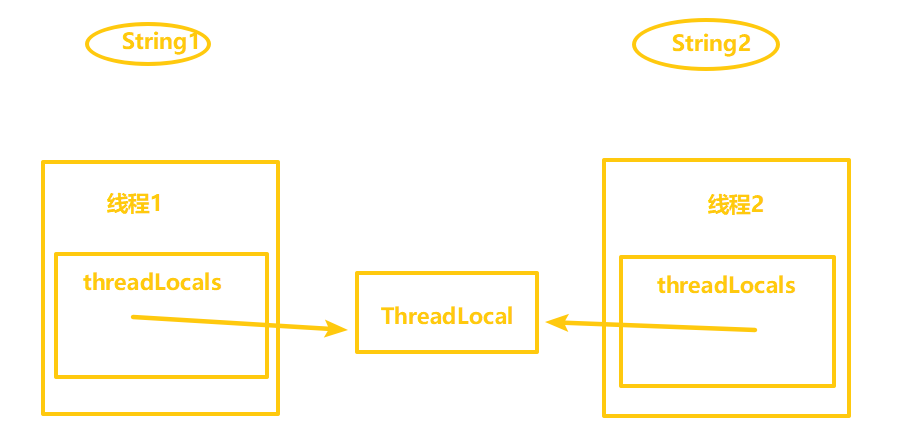 String1
String2
线程1
线程2
threadLocals
threadLocals
ThreadLocal